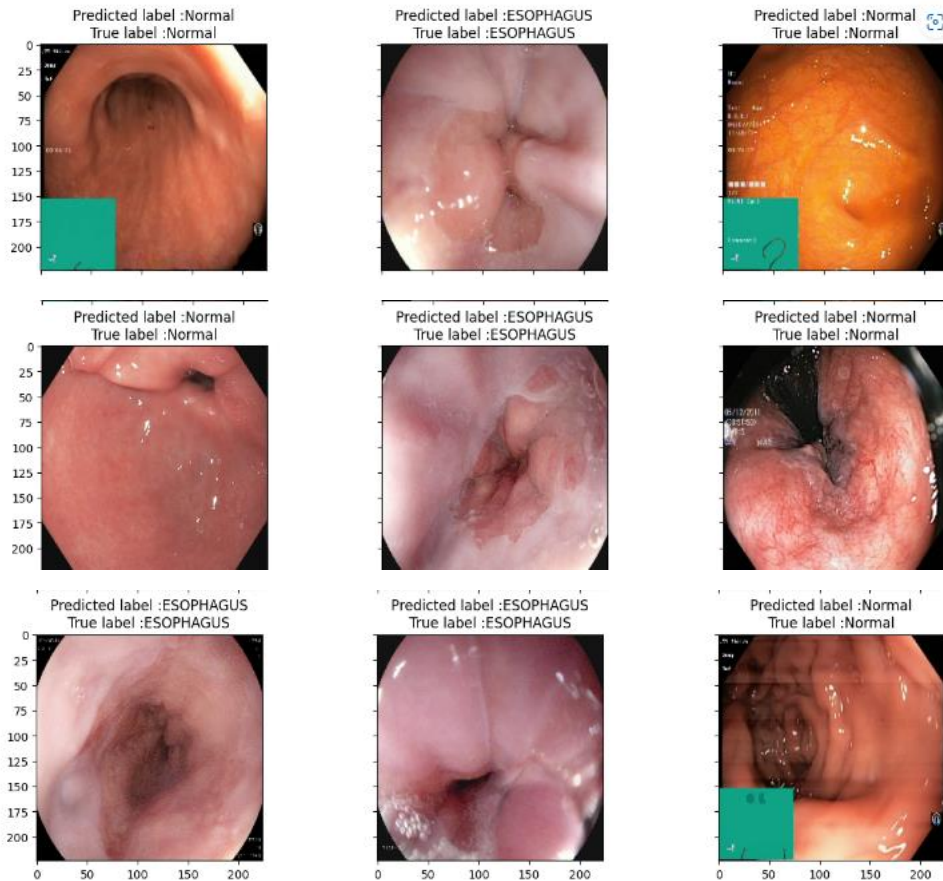 Predicted label :Normal
True label :Normal
Predicted label :ESOPHAGUS
True label :ESOPHAGUS
Predicted label :Normal
True label :Normal
0
25
50
75
100
125
150
175
200
Predicted label :Normal
True label :Normal
Predicted label :ESOPHAGUS
True label :ESOPHAGUS
Predicted label :Normal
True label :Normal
0
25
50
75
100
125
150
175
200
Predicted label :ESOPHAGUS
True label :ESOPHAGUS
Predicted label :ESOPHAGUS
True label :ESOPHAGUS
Predicted label :Normal
True label :Normal
0
25
50
75
100
125
150
175
200
0 50 100 150 200
0 50 100 150 200
0 50 100 150 200